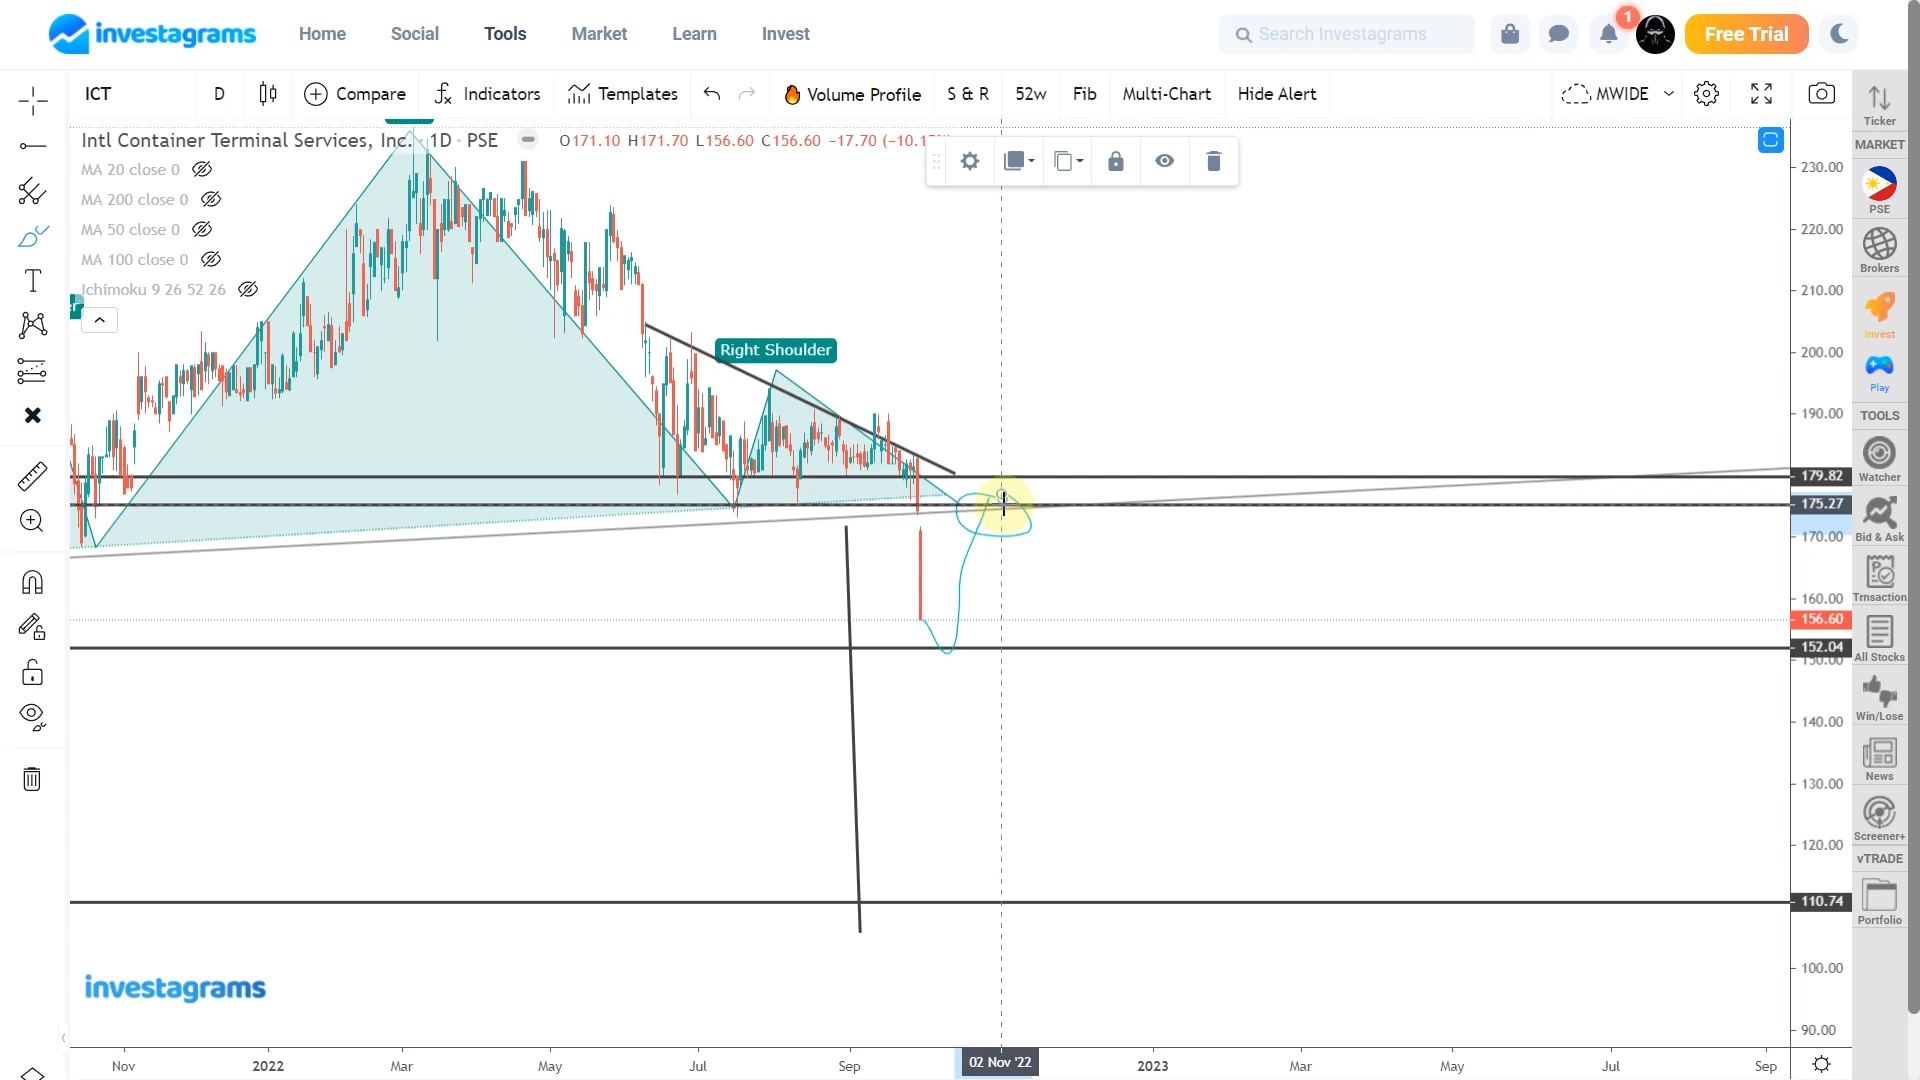 investagrams
Home
Social
Tools
Market
Learn
Invest
Search Investagrams
1
Free Trial
ICT
D
Compare
Indicators
Templates
Volume Profile
S & R
52w
Fib
Multi-Chart
Hide Alert
MWIDE
Intl Container Terminal Services, Inc. · 1D · PSE
O171.10 H171.70 L156.60 C156.60 −17.70
MA 20 close 0
MA 200 close 0
MA 50 close 0
MA 100 close 0
Ichimoku 9 26 52 26
Right Shoulder
230.00
220.00
210.00
200.00
190.00
179.82
175.27
170.00
160.00
156.60
152.04
150.00
140.00
130.00
120.00
110.74
100.00
90.00
investagrams
Nov
2022
Mar
May
Jul
Sep
02 Nov '22
2023
Mar
May
Jul
Sep
Ticker
MARKET
PSE
Brokers
Invest
Play
TOOLS
Watcher
Bid & Ask
Trnsaction
All Stocks
Win/Lose
News
Screener+
vTRADE
Portfolio